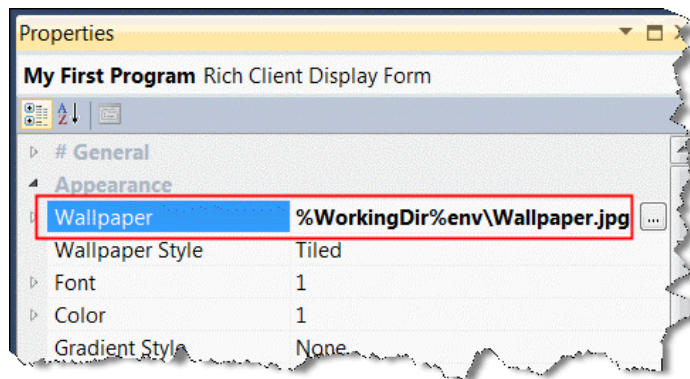 Properties
My First Program Rich Client Display Form
# General
Appearance
Wallpaper %WorkingDir%env\Wallpaper.jpg ...
Wallpaper Style Tiled
Font 1
Color 1
Gradient Style None